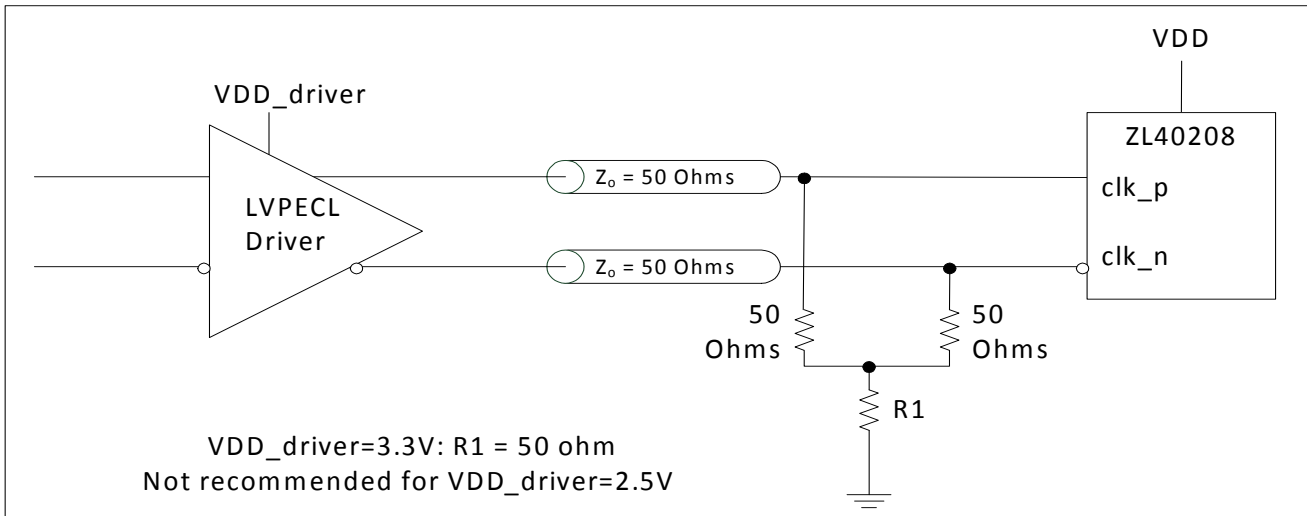 VDD
VDD_driver
ZL40208
LVPECL
Driver
Zₒ = 50 Ohms
clk_p
Zₒ = 50 Ohms
clk_n
50
Ohms
50
Ohms
R1
VDD_driver=3.3V: R1 = 50 ohm
Not recommended for VDD_driver=2.5V